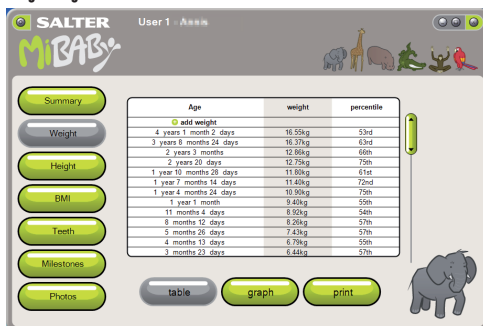 SALTER
User 1 - Annis
MiBABY
Summary
Weight
Height
BMI
Teeth
Milestones
Photos
Age weight percentile
add weight
4 years 1 month 2 days 16.55kg 53rd
3 years 8 months 24 days 16.37kg 63rd
2 years 3 months 12.86kg 66th
2 years 20 days 12.75kg 75th
1 year 10 months 28 days 11.80kg 61st
1 year 7 months 14 days 11.40kg 72nd
1 year 4 months 24 days 10.90kg 75th
1 year 1 month 9.40kg 55th
11 months 4 days 8.92kg 54th
8 months 12 days 8.26kg 57th
5 months 26 days 7.43kg 57th
4 months 13 days 6.79kg 55th
3 months 23 days 6.44kg 57th
table graph print